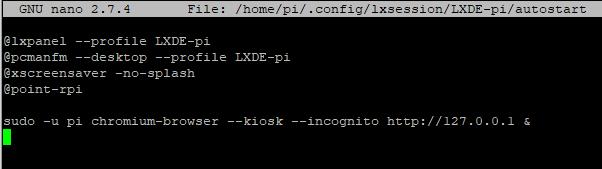 GNU nano 2.7.4 File: /home/pi/.config/lxsession/LXDE-pi/autostart
@lxpanel --profile LXDE-pi
@pcmanfm --desktop --profile LXDE-pi
@xscreensaver -no-splash
@point-rpi
sudo -u pi chromium-browser --kiosk --incognito http://127.0.0.1 &